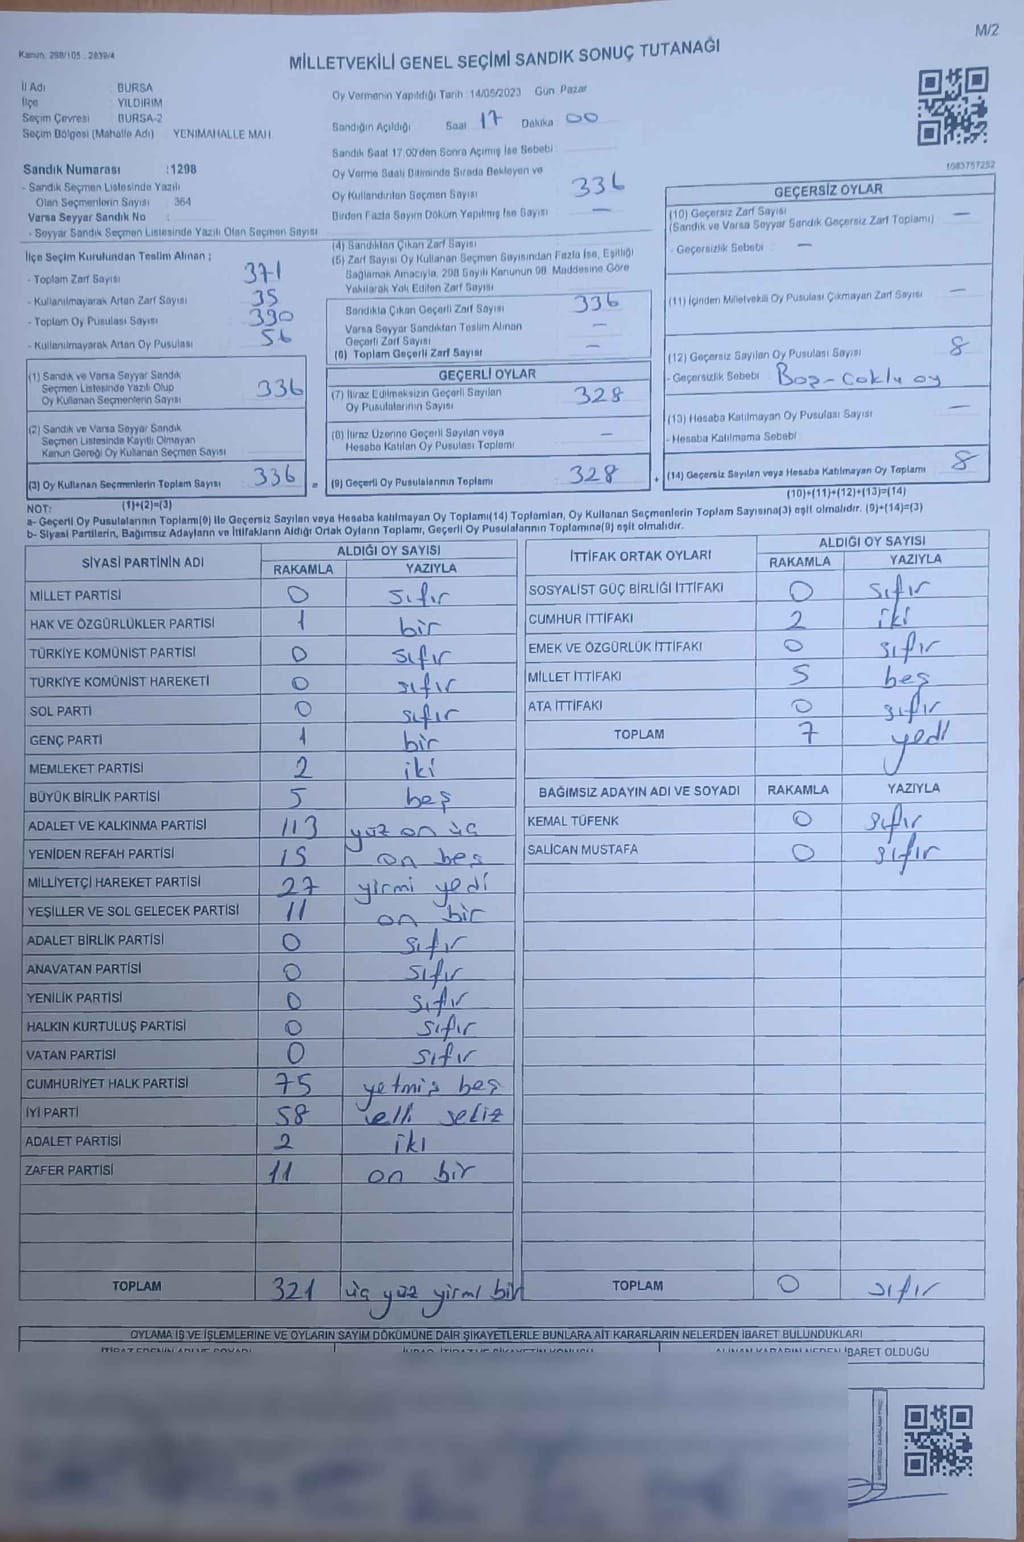 M/2
Kanun: 298/105 . 2839/4
MİLLETVEKİLİ GENEL SEÇİMİ SANDIK SONUÇ TUTANAĞI
İl Adı : BURSA
İlçe : YILDIRIM
Seçim Çevresi : BURSA-2
Seçim Bölgesi (Mahalle Adı) : YENİMAHALLE MAH.
Sandık Numarası :1298
- Sandık Seçmen Listesinde Yazılı
Olan Seçmenlerin Sayısı : 364
Varsa Seyyar Sandık No :
- Seyyar Sandık Seçmen Listesinde Yazılı Olan Seçmen Sayısı :
İlçe Seçim Kurulundan Teslim Alınan ;
- Toplam Zarf Sayısı : 371
- Kullanılmayarak Artan Zarf Sayısı : 35
- Toplam Oy Pusulası Sayısı : 390
- Kullanılmayarak Artan Oy Pusulası : 56
(1) Sandık ve Varsa Seyyar Sandık
Seçmen Listesinde Yazılı Olup
Oy Kullanan Seçmenlerin Sayısı 336
(2) Sandık ve Varsa Seyyar Sandık
Seçmen Listesinde Kayıtlı Olmayan
Kanun Gereği Oy Kullanan Seçmen Sayısı
(3) Oy Kullanan Seçmenlerin Toplam Sayısı 336 =
(1)+(2)=(3)
Oy Vermenin Yapıldığı Tarih :14/05/2023 Gün : Pazar
Sandığın Açıldığı Saat : 17 Dakika : 00
Sandık Saat 17:00'den Sonra Açımış İse Sebebi :
Oy Verme Saati Bitiminde Sırada Bekleyen ve
Oy Kullandırılan Seçmen Sayısı : 336
Birden Fazla Sayım Döküm Yapılmış İse Sayısı : —
(4) Sandıktan Çıkan Zarf Sayısı :
(5) Zarf Sayısı Oy Kullanan Seçmen Sayısından Fazla İse, Eşitliği
Sağlamak Amacıyla, 298 Sayılı Kanunun 98. Maddesine Göre
Yakılarak Yok Edilen Zarf Sayısı :
Sandıkta Çıkan Geçerli Zarf Sayısı : 336
Varsa Seyyar Sandıktan Teslim Alınan
Geçerli Zarf Sayısı : —
(6) Toplam Geçerli Zarf Sayısı : —
GEÇERLİ OYLAR
(7) İtiraz Edilmeksizin Geçerli Sayılan
Oy Pusulalarının Sayısı 328
(8) İtiraz Üzerine Geçerli Sayılan veya
Hesaba Katılan Oy Pusulası Toplamı —
(9) Geçerli Oy Pusulalarının Toplamı 328 +
1083757252
GEÇERSİZ OYLAR
(10) Geçersiz Zarf Sayısı
(Sandık ve Varsa Seyyar Sandık Geçersiz Zarf Toplamı) —
- Geçersizlik Sebebi : —
(11) İçinden Milletvekili Oy Pusulası Çıkmayan Zarf Sayısı —
(12) Geçersiz Sayılan Oy Pusulası Sayısı 8
- Geçersizlik Sebebi : Boş-Çoklu oy
(13) Hesaba Katılmayan Oy Pusulası Sayısı —
- Hesaba Katılmama Sebebi :
(14) Geçersiz Sayılan veya Hesaba Katılmayan Oy Toplamı 8
(10)+(11)+(12)+(13)=(14)
NOT:
a- Geçerli Oy Pusulalarının Toplamı(9) ile Geçersiz Sayılan veya Hesaba katılmayan Oy Toplamı(14) Toplamları, Oy Kullanan Seçmenlerin Toplam Sayısına(3) eşit olmalıdır. (9)+(14)=(3)
b- Siyasi Partilerin, Bağımsız Adayların ve İttifakların Aldığı Ortak Oyların Toplamı, Geçerli Oy Pusulalarının Toplamına(9) eşit olmalıdır.
SİYASİ PARTİNİN ADI ALDIĞI OY SAYISI
RAKAMLA YAZIYLA
MİLLET PARTİSİ 0 sıfır
HAK VE ÖZGÜRLÜKLER PARTİSİ 1 bir
TÜRKİYE KOMÜNİST PARTİSİ 0 sıfır
TÜRKİYE KOMÜNİST HAREKETİ 0 sıfır
SOL PARTİ 0 sıfır
GENÇ PARTİ 1 bir
MEMLEKET PARTİSİ 2 iki
BÜYÜK BİRLİK PARTİSİ 5 beş
ADALET VE KALKINMA PARTİSİ 113 yüz on üç
YENİDEN REFAH PARTİSİ 15 on beş
MİLLİYETÇİ HAREKET PARTİSİ 27 yirmi yedi
YEŞİLLER VE SOL GELECEK PARTİSİ 11 on bir
ADALET BİRLİK PARTİSİ 0 sıfır
ANAVATAN PARTİSİ 0 sıfır
YENİLİK PARTİSİ 0 sıfır
HALKIN KURTULUŞ PARTİSİ 0 sıfır
VATAN PARTİSİ 0 sıfır
CUMHURİYET HALK PARTİSİ 75 yetmiş beş
İYİ PARTİ 58 elli sekiz
ADALET PARTİSİ 2 iki
ZAFER PARTİSİ 11 on bir
TOPLAM 321 üç yüz yirmi bir
İTTİFAK ORTAK OYLARI ALDIĞI OY SAYISI
RAKAMLA YAZIYLA
SOSYALİST GÜÇ BİRLİĞİ İTTİFAKI 0 sıfır
CUMHUR İTTİFAKI 2 iki
EMEK VE ÖZGÜRLÜK İTTİFAKI 0 sıfır
MİLLET İTTİFAKI 5 beş
ATA İTTİFAKI 0 sıfır
TOPLAM 7 yedi
BAĞIMSIZ ADAYIN ADI VE SOYADI RAKAMLA YAZIYLA
KEMAL TÜFENK 0 sıfır
SALİCAN MUSTAFA 0 sıfır
TOPLAM 0 sıfır
OYLAMA İŞ VE İŞLEMLERİNE VE OYLARIN SAYIM DÖKÜMÜNE DAİR ŞİKAYETLERLE BUNLARA AİT KARARLARIN NELERDEN İBARET BULUNDUKLARI
ALINAN KARARIN NEDEN İBARET OLDUĞU